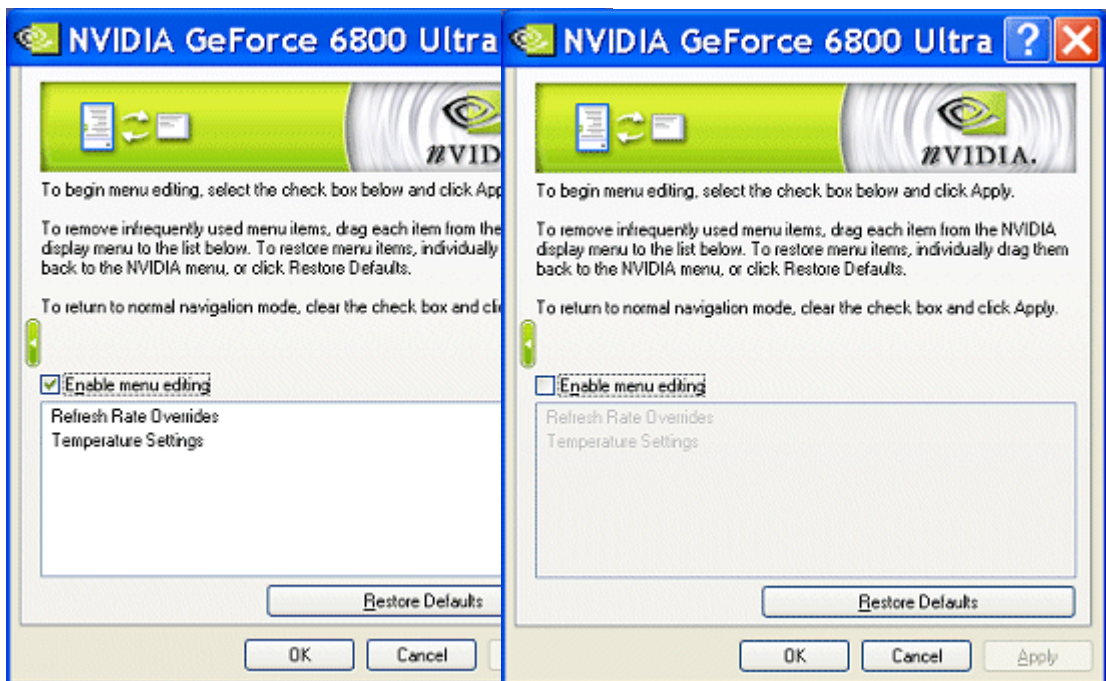 NVIDIA GeForce 6800 Ultra
nVID
To begin menu editing, select the check box below and click App
To remove infrequently used menu items, drag each item from the
display menu to the list below. To restore menu items, individually
back to the NVIDIA menu, or click Restore Defaults.
To return to normal navigation mode, clear the check box and cli
Enable menu editing
Refresh Rate Overrides
Temperature Settings
Restore Defaults
OK
Cancel
NVIDIA GeForce 6800 Ultra
nVIDIA.
To begin menu editing, select the check box below and click Apply.
To remove infrequently used menu items, drag each item from the NVIDIA
display menu to the list below. To restore menu items, individually drag them
back to the NVIDIA menu, or click Restore Defaults.
To return to normal navigation mode, clear the check box and click Apply.
Enable menu editing
Refresh Rate Overrides
Temperature Settings
Restore Defaults
OK
Cancel
Apply